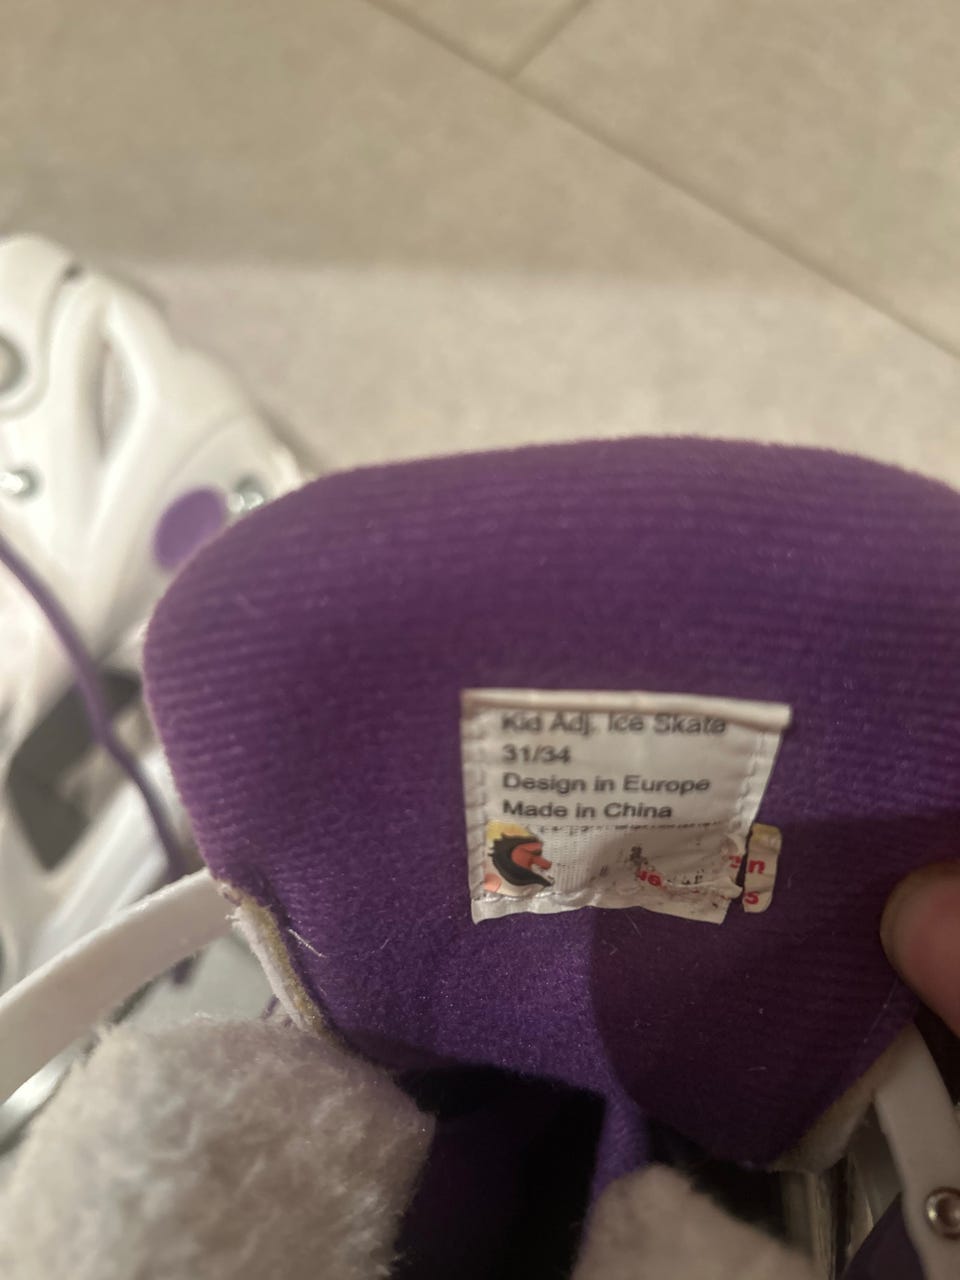 Kid Adj. Ice Skate
31/34
Design in Europe
Made in China